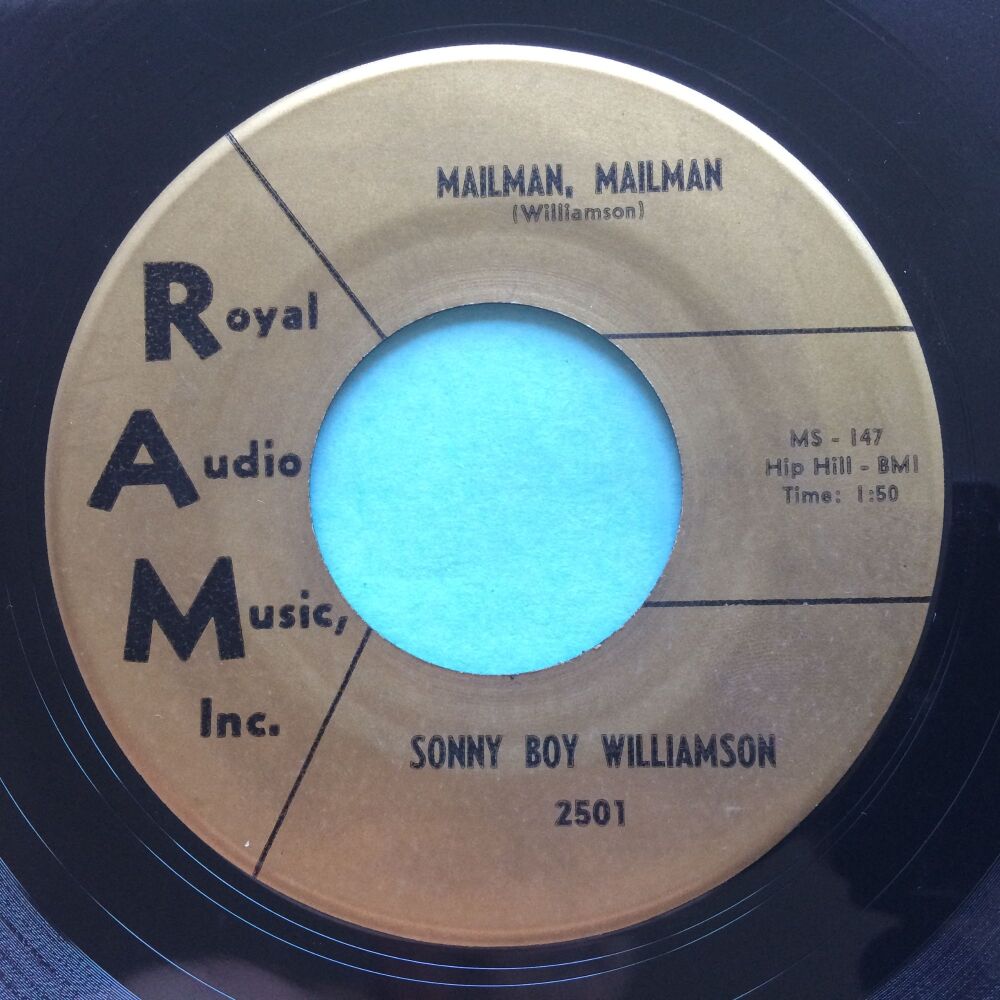 MAILMAN, MAILMAN
(Williamson)
Royal
Audio
Music,
Inc.
MS - 147
Hip Hill - BMI
Time: 1:50
SONNY BOY WILLIAMSON
2501